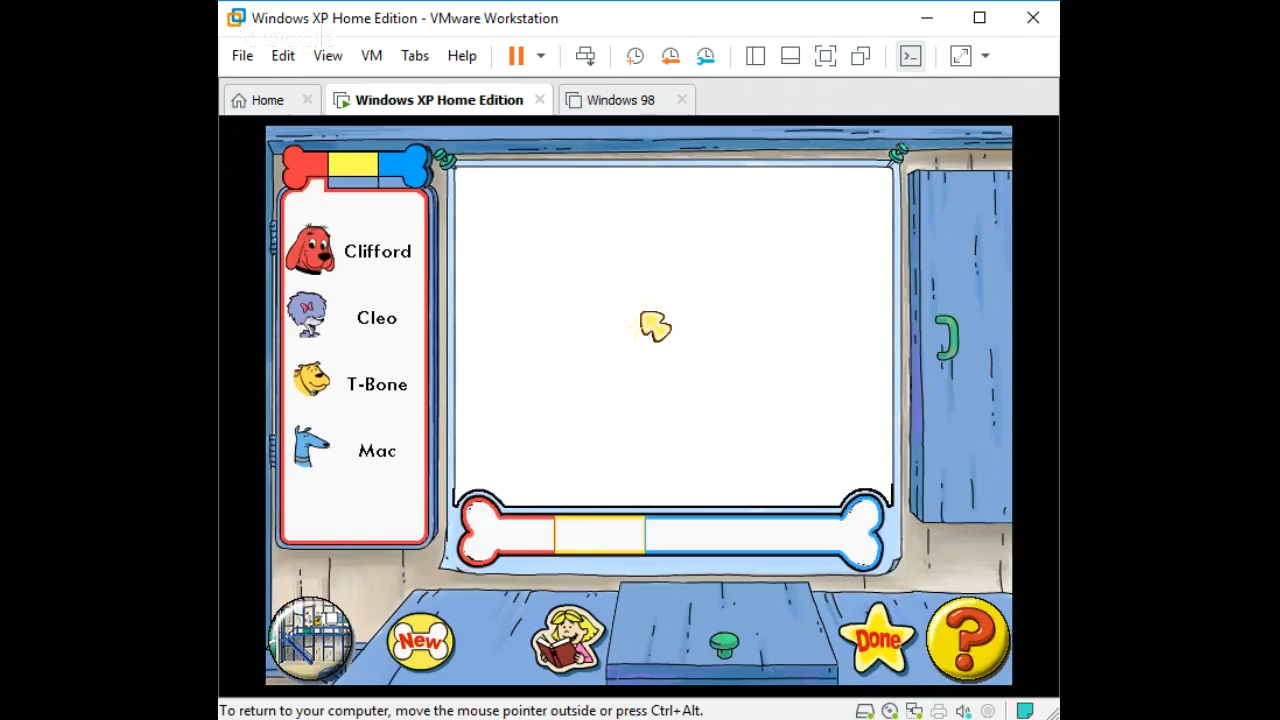 Windows XP Home Edition - VMware Workstation
Google
File Edit View VM Tabs Help
Home Windows XP Home Edition Windows 98
Clifford
Cleo
T-Bone
Mac
New Done ?
To return to your computer, move the mouse pointer outside or press Ctrl+Alt.